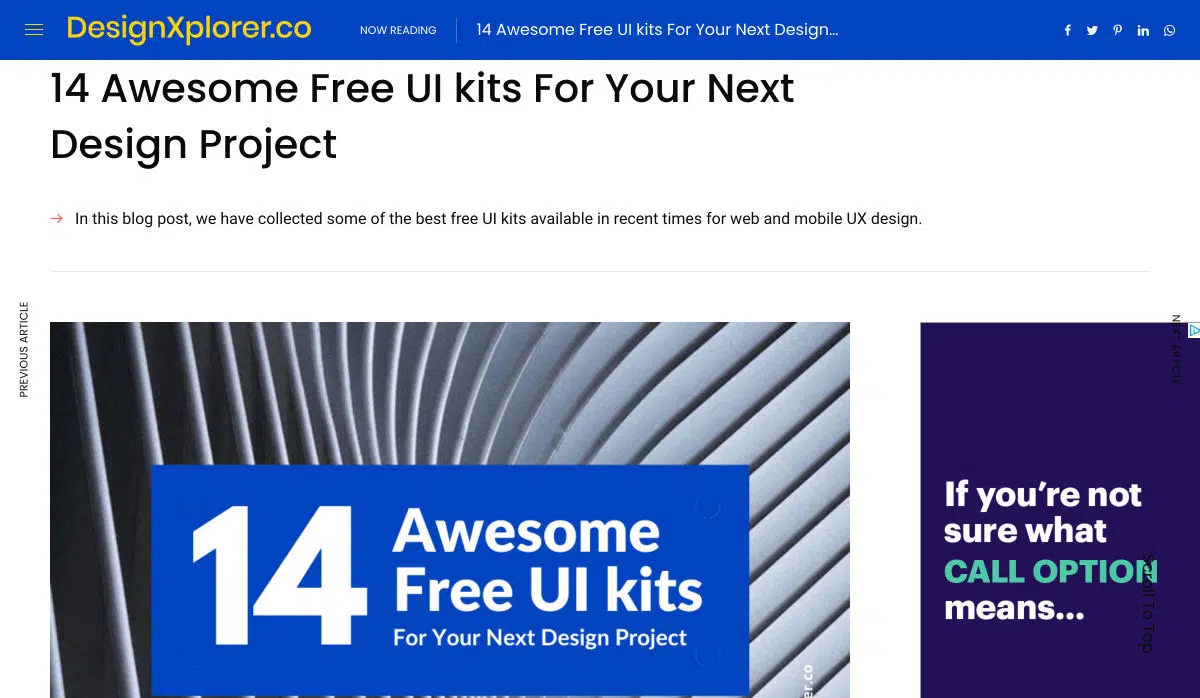 DesignXplorer.co
NOW READING
14 Awesome Free UI kits For Your Next Design...
14 Awesome Free UI kits For Your Next
Design Project
→ In this blog post, we have collected some of the best free UI kits available in recent times for web and mobile UX design.
PREVIOUS ARTICLE
NEXT ARTICLE
14
Awesome
Free UI kits
For Your Next Design Project
er.co
If you're not
sure what
CALL OPTION
means...
Scroll To Top